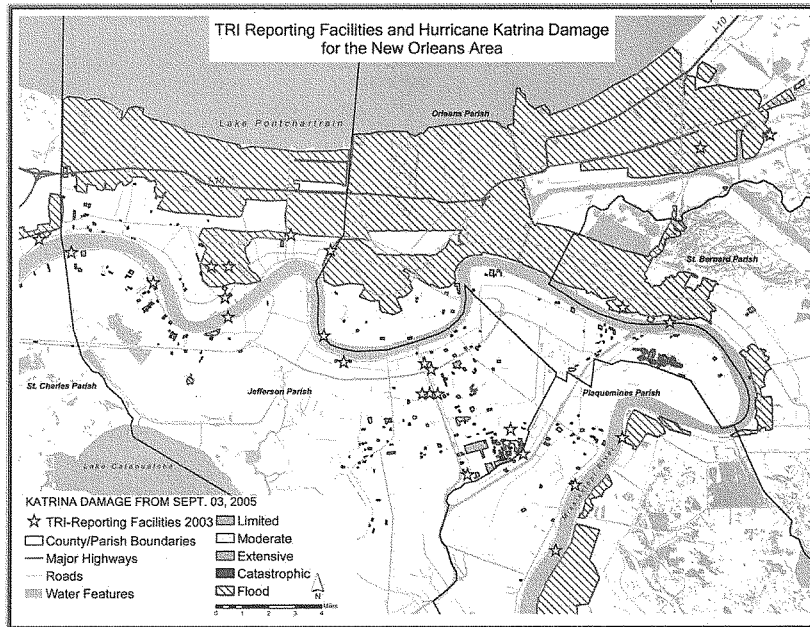 TRI Reporting Facilities and Hurricane Katrina Damage
for the New Orleans Area
I-10
Lake Pontchartrain
Orleans Parish
I-10
St. Bernard Parish
St. Charles Parish
Jefferson Parish
Plaquemines Parish
Lake Cataouatche
KATRINA DAMAGE FROM SEPT. 03, 2005
TRI-Reporting Facilities 2003
County/Parish Boundaries
Major Highways
Roads
Water Features
Limited
Moderate
Extensive
Catastrophic
Flood
N
0 1 2 3 4 Miles